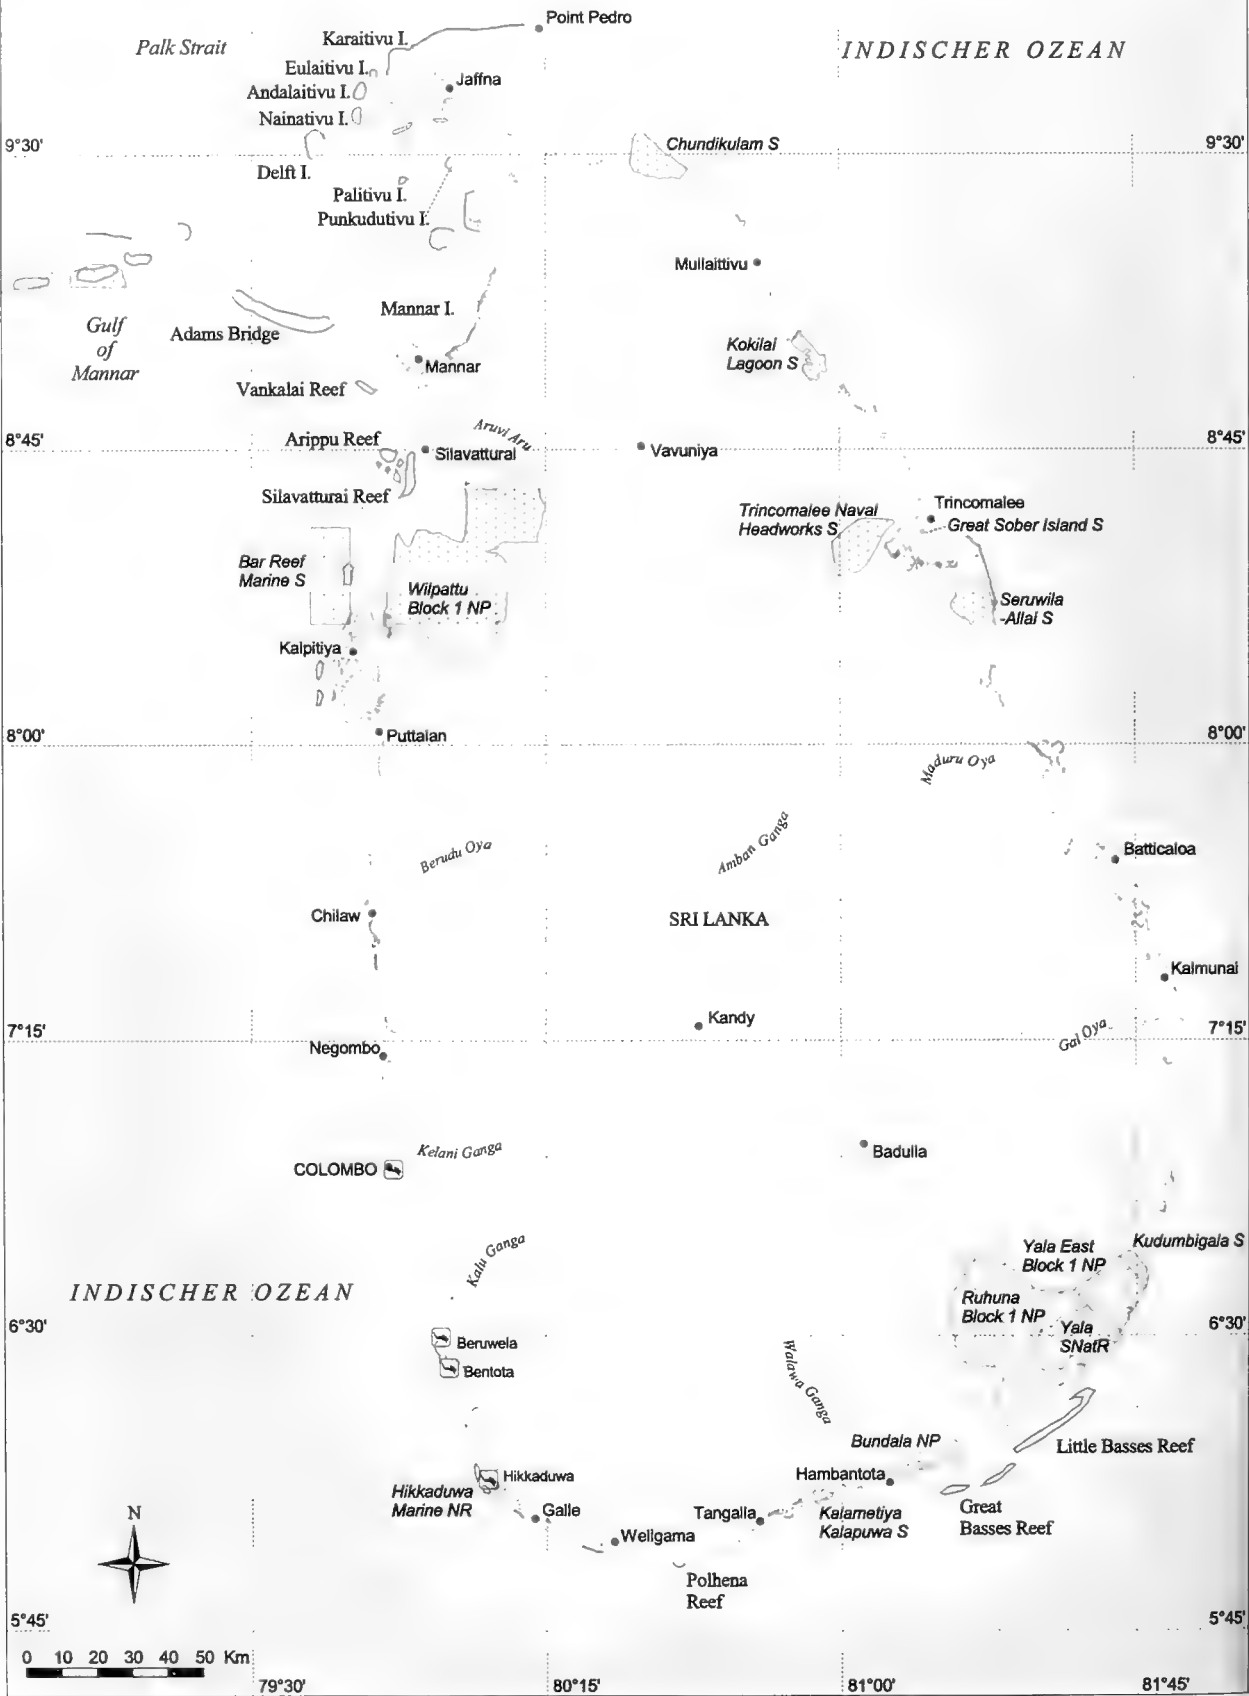 Point Pedro
Palk Strait
Karaitivu I.
INDISCHER OZEAN
Eulaitivu I.
Jaffna
Andalaitivu I.
Nainativu I.
9°30'
Chundikulam S
9°30'
Delft I.
Palitivu I.
Punkudutivu I.
Mullaittivu
Mannar I.
Gulf
of
Mannar
Adams Bridge
Kokilai
Lagoon S
Mannar
Vankalai Reef
Aruvi Aru
Arippu Reef
8°45'
Silavatturai
Vavuniya
8°45'
Silavatturai Reef
Trincomalee Naval
Headworks S
Trincomalee
Great Sober Island S
Bar Reef
Marine S
Wilpattu
Block 1 NP
Seruwila
-Allai S
Kalpitiya
8°00'
Puttalan
8°00'
Maduru Oya
Berudu Oya
Amban Ganga
Batticaloa
Chilaw
SRI LANKA
Kalmunai
Kandy
7°15'
Gal Oya
7°15'
Negombo
Kelani Ganga
Badulla
COLOMBO
Kalu Ganga
Yala East
Block 1 NP
Kudumbigala S
INDISCHER OZEAN
Ruhuna
Block 1 NP
Yala
SNatR
6°30'
6°30'
Beruwela
Bentota
Walawa Ganga
Bundala NP
Little Basses Reef
Hikkaduwa
Hambantota
Hikkaduwa
Marine NR
Galle
Tangalla
Kalametiya
Kalapuwa S
Great
Basses Reef
N
Weligama
Polhena
Reef
5°45'
5°45'
0 10 20 30 40 50 Km
79°30' 80°15' 81°00' 81°45'